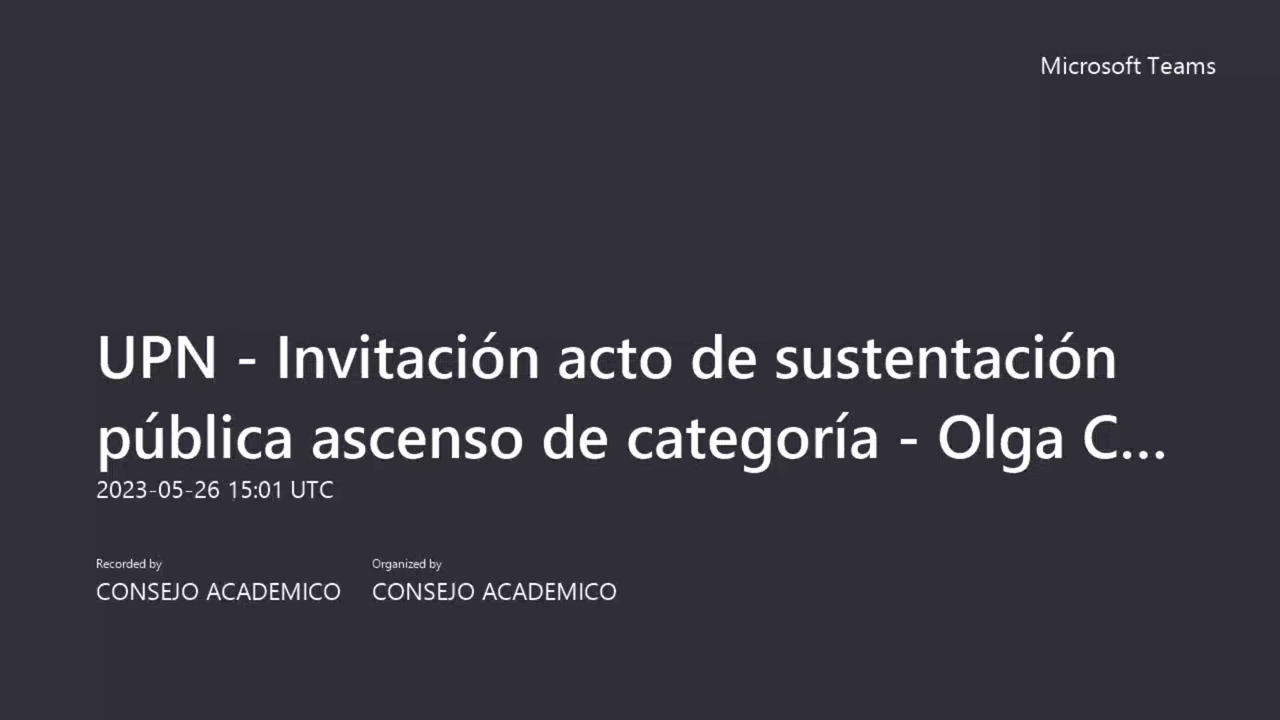 Microsoft Teams
UPN - Invitación acto de sustentación
pública ascenso de categoría - Olga C...
2023-05-26 15:01 UTC
Recorded by
CONSEJO ACADEMICO
Organized by
CONSEJO ACADEMICO